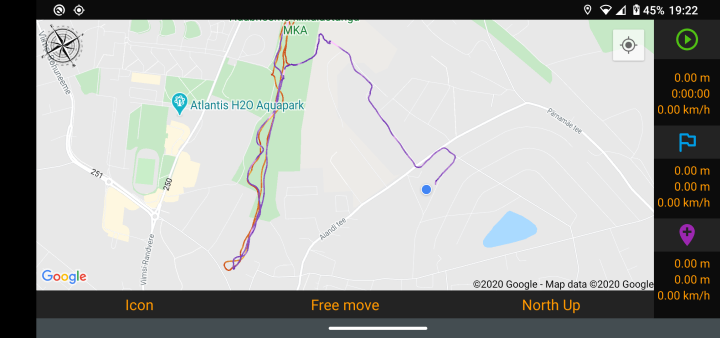 45% 19:22
MKA
Atlantis H2O Aquapark
Pärnamäe tee
251
250
Aiandi tee
Viimsi-Randvere
Google
©2020 Google - Map data ©2020 Google
0.00 m
0:00:00
0.00 km/h
0.00 m
0.00 m
0.00 km/h
0.00 m
0.00 m
0.00 km/h
Icon
Free move
North Up